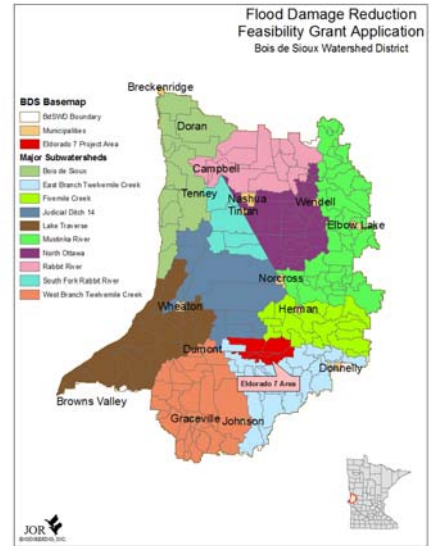 Flood Damage Reduction
Feasibility Grant Application
Bois de Sioux Watershed District
Breckenridge
BDS Basemap
BdSWD Boundary
Municipalities
Eldorado 7 Project Area
Major Subwatersheds
Bois de Sioux
East Branch Twelvemile Creek
Fivemile Creek
Judicial Ditch 14
Lake Traverse
Mustinka River
North Ottawa
Rabbit River
South Fork Rabbit River
West Branch Twelvemile Creek
Doran
Campbell
Tenney
Nashua
Tintah
Wendell
Elbow Lake
Norcross
Wheaton
Herman
Dumont
Donnelly
Eldorado 7 Area
Browns Valley
Graceville
Johnson
JOR
ENGINEERING, INC.